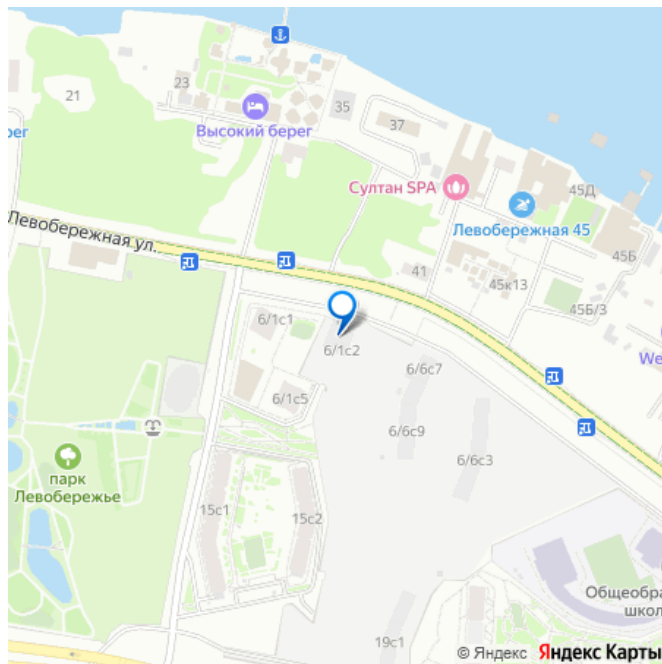 21
23
35
37
Высокий берег
рег
Султан SPA
45Д
Левобережная 45
45Б
Левобережная ул.
41
45к13
45Б/3
We
6/1с1
6/1с2
6/6с7
6/1с5
6/6с9
6/6с3
парк
Левобережье
15с1
15с2
Общеобра
школ
19с1
© Яндекс Яндекс Карты